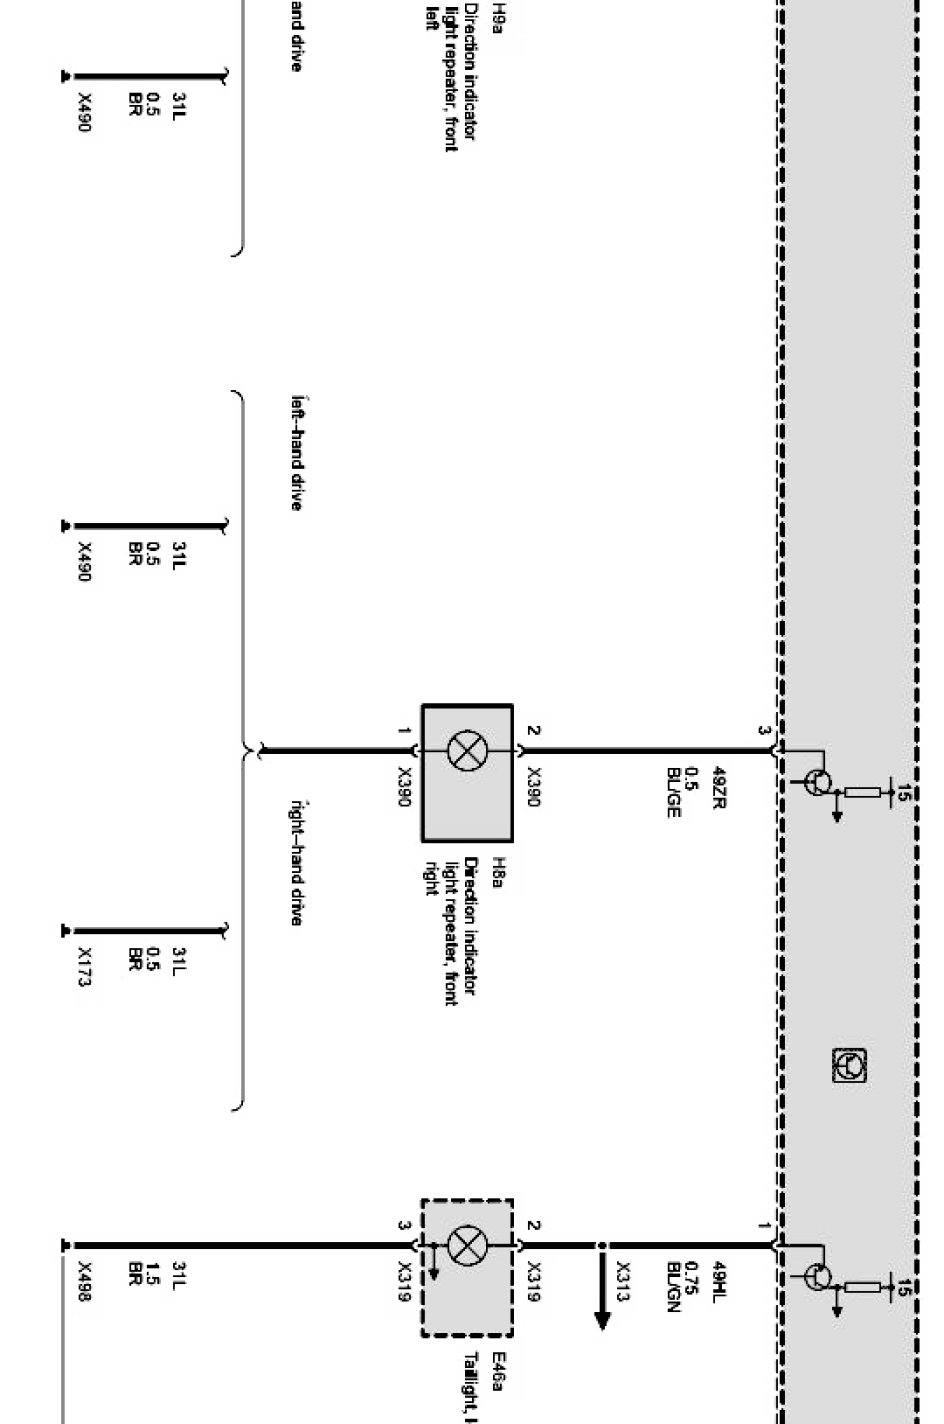 H9a
Direction indicator
light repeater, front
left
and drive
31L
0.5
BR
X490
left--hand drive
31L
0.5
BR
X490
15
3
49ZR
0.5
BL/GE
2
X390
1
X390
H8a
Direction indicator
light repeater, front
right
right--hand drive
31L
0.5
BR
X173
15
1
49HL
0.75
BL/GN
X313
2
X319
3
X319
E46a
Taillight,
31L
1.5
BR
X498